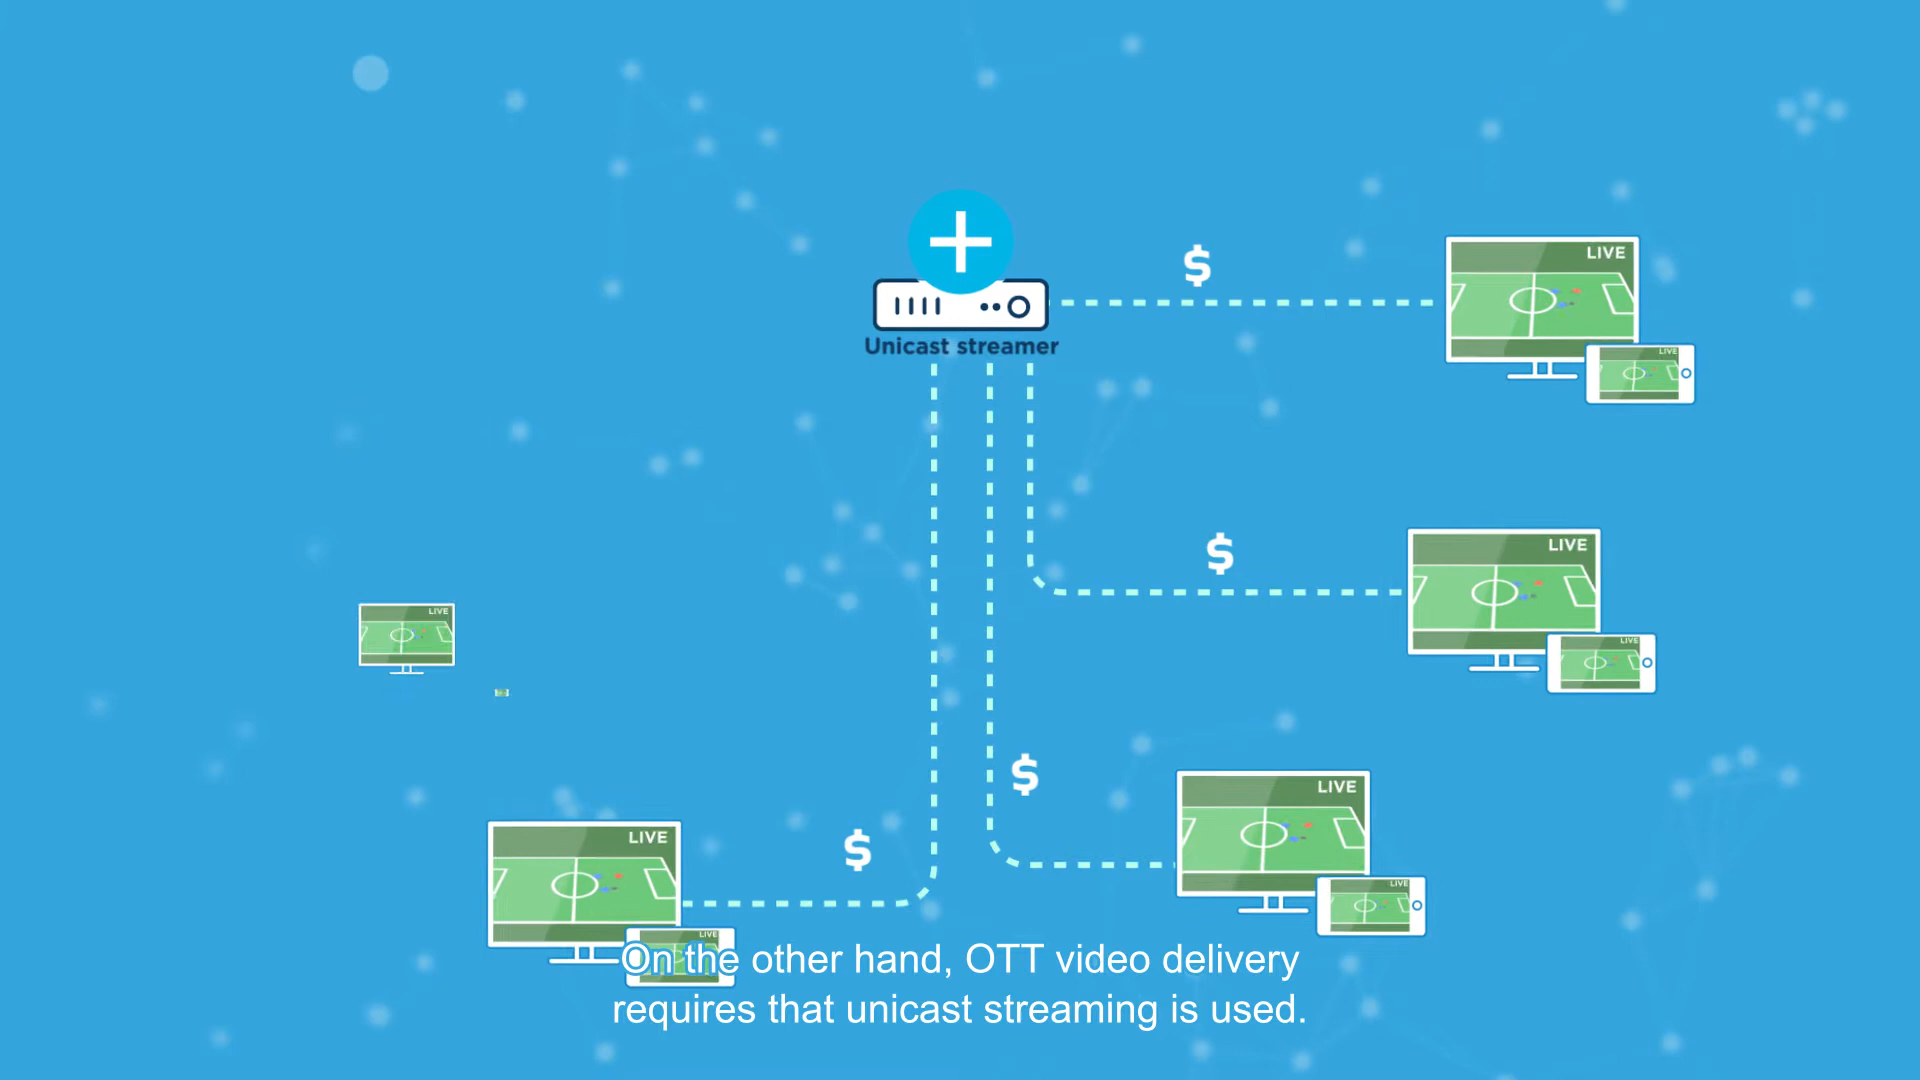 LIVE
$
LIVE
Unicast streamer
LIVE
$
LIVE
LIVE
LIVE
$
LIVE
LIVE
$
LIVE
LIVE
On the other hand, OTT video delivery
requires that unicast streaming is used.